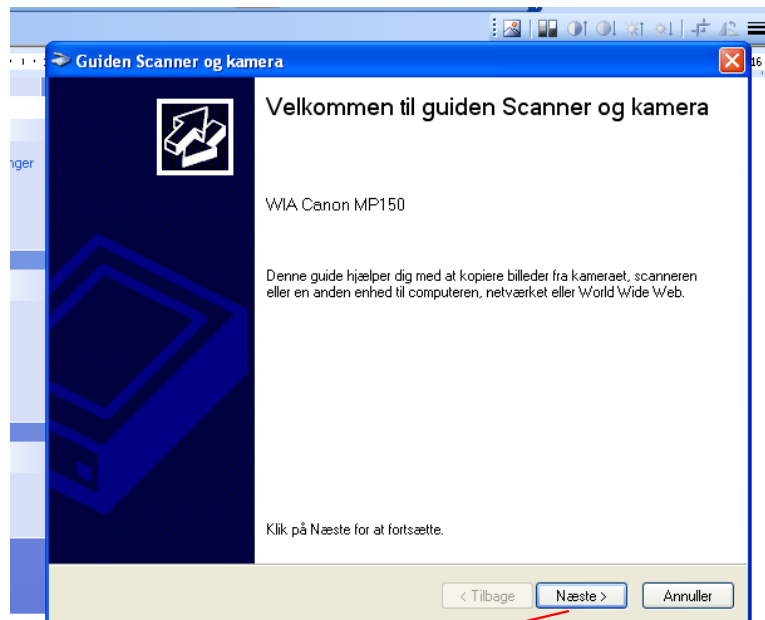 16
Guiden Scanner og kamera
Velkommen til guiden Scanner og kamera
nger
WIA Canon MP150
Denne guide hjælper dig med at kopiere billeder fra kameraet, scanneren
eller en anden enhed til computeren, netværket eller World Wide Web.
Klik på Næste for at fortsætte.
< Tilbage
Næste >
Annuller